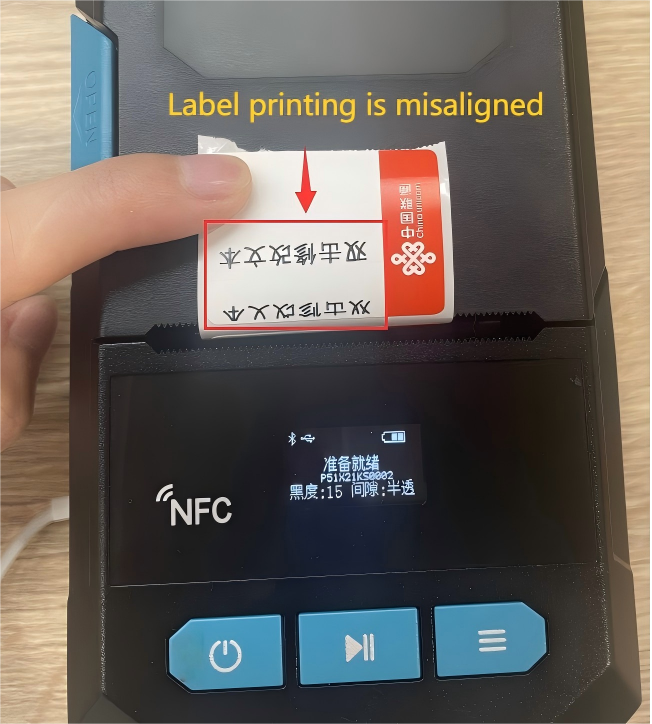 OPEN
Label printing is misaligned
中国联通
China unicom
双击修改文本
双击修改文本
准备就绪
P51X21KS0002
黑度:15 间隙:半透
NFC